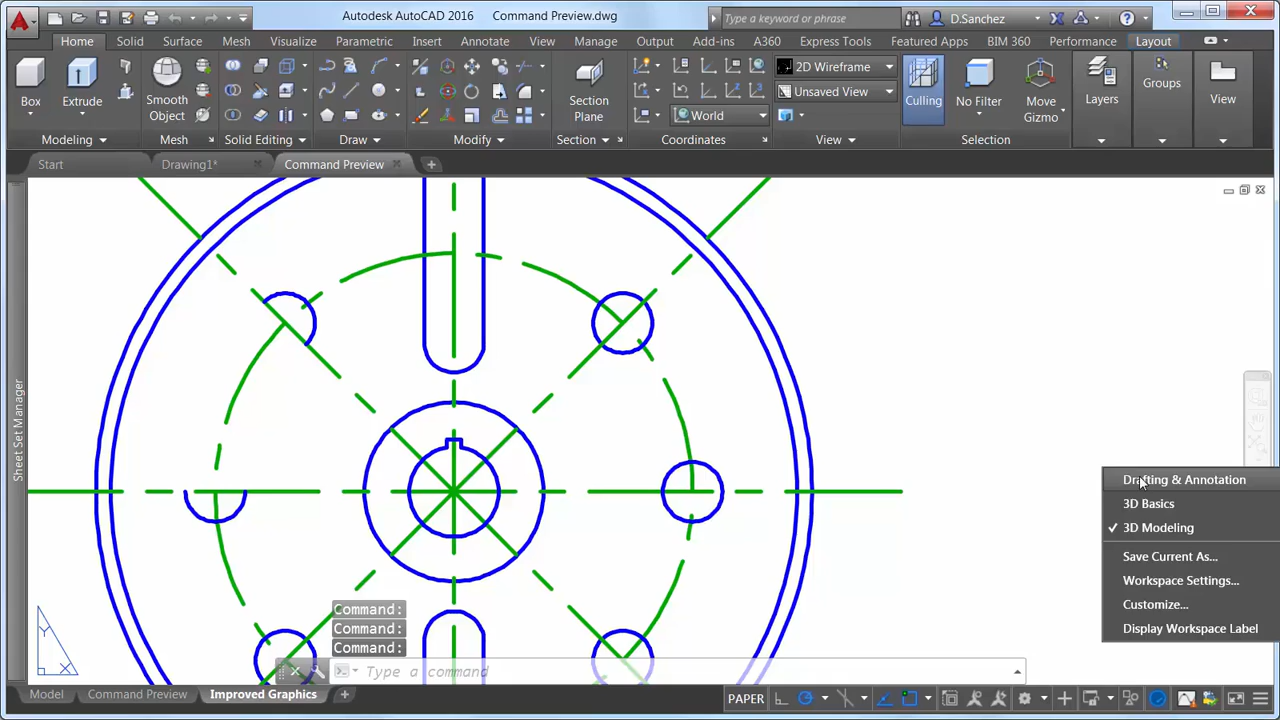 Autodesk AutoCAD 2016 Command Preview.dwg
Type a keyword or phrase
D.Sanchez
Home Solid Surface Mesh Visualize Parametric Insert Annotate View Manage Output Add-ins A360 Express Tools Featured Apps BIM 360 Performance Layout
2D Wireframe
Unsaved View
World
Box
Extrude
Smooth Object
Section Plane
Culling
No Filter
Move Gizmo
Layers
Groups
View
Modeling Mesh Solid Editing Draw Modify Section Coordinates View Selection
Start Drawing1* Command Preview
Sheet Set Manager
Drafting & Annotation
3D Basics
3D Modeling
Save Current As...
Workspace Settings...
Customize...
Display Workspace Label
Command:
Command:
Command:
Y
X
Type a command
Model Command Preview Improved Graphics
PAPER